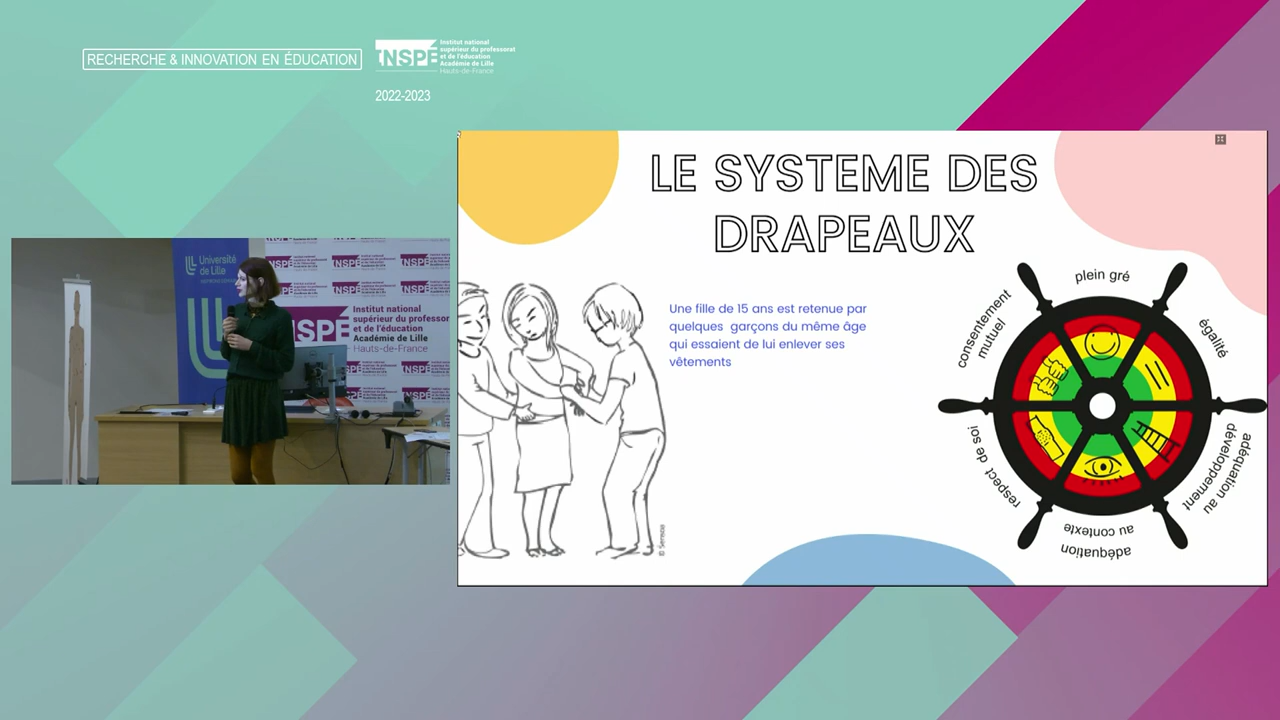 RECHERCHE & INNOVATION EN ÉDUCATION
INSPÉ
Institut national
supérieur du professorat
et de l'éducation
Académie de Lille
Hauts-de-France
2022-2023
LE SYSTEME DES
DRAPEAUX
Une fille de 15 ans est retenue par
quelques garçons du même âge
qui essaient de lui enlever ses
vêtements
© Sensoa
plein gré
égalité
adéquation au
développement
adéquation
au contexte
respect de soi
consentement
mutuel
Université
de Lille
INSPÉ
Institut national
supérieur du professor
et de l'éducation
Académie de Lille
Hauts-de-France